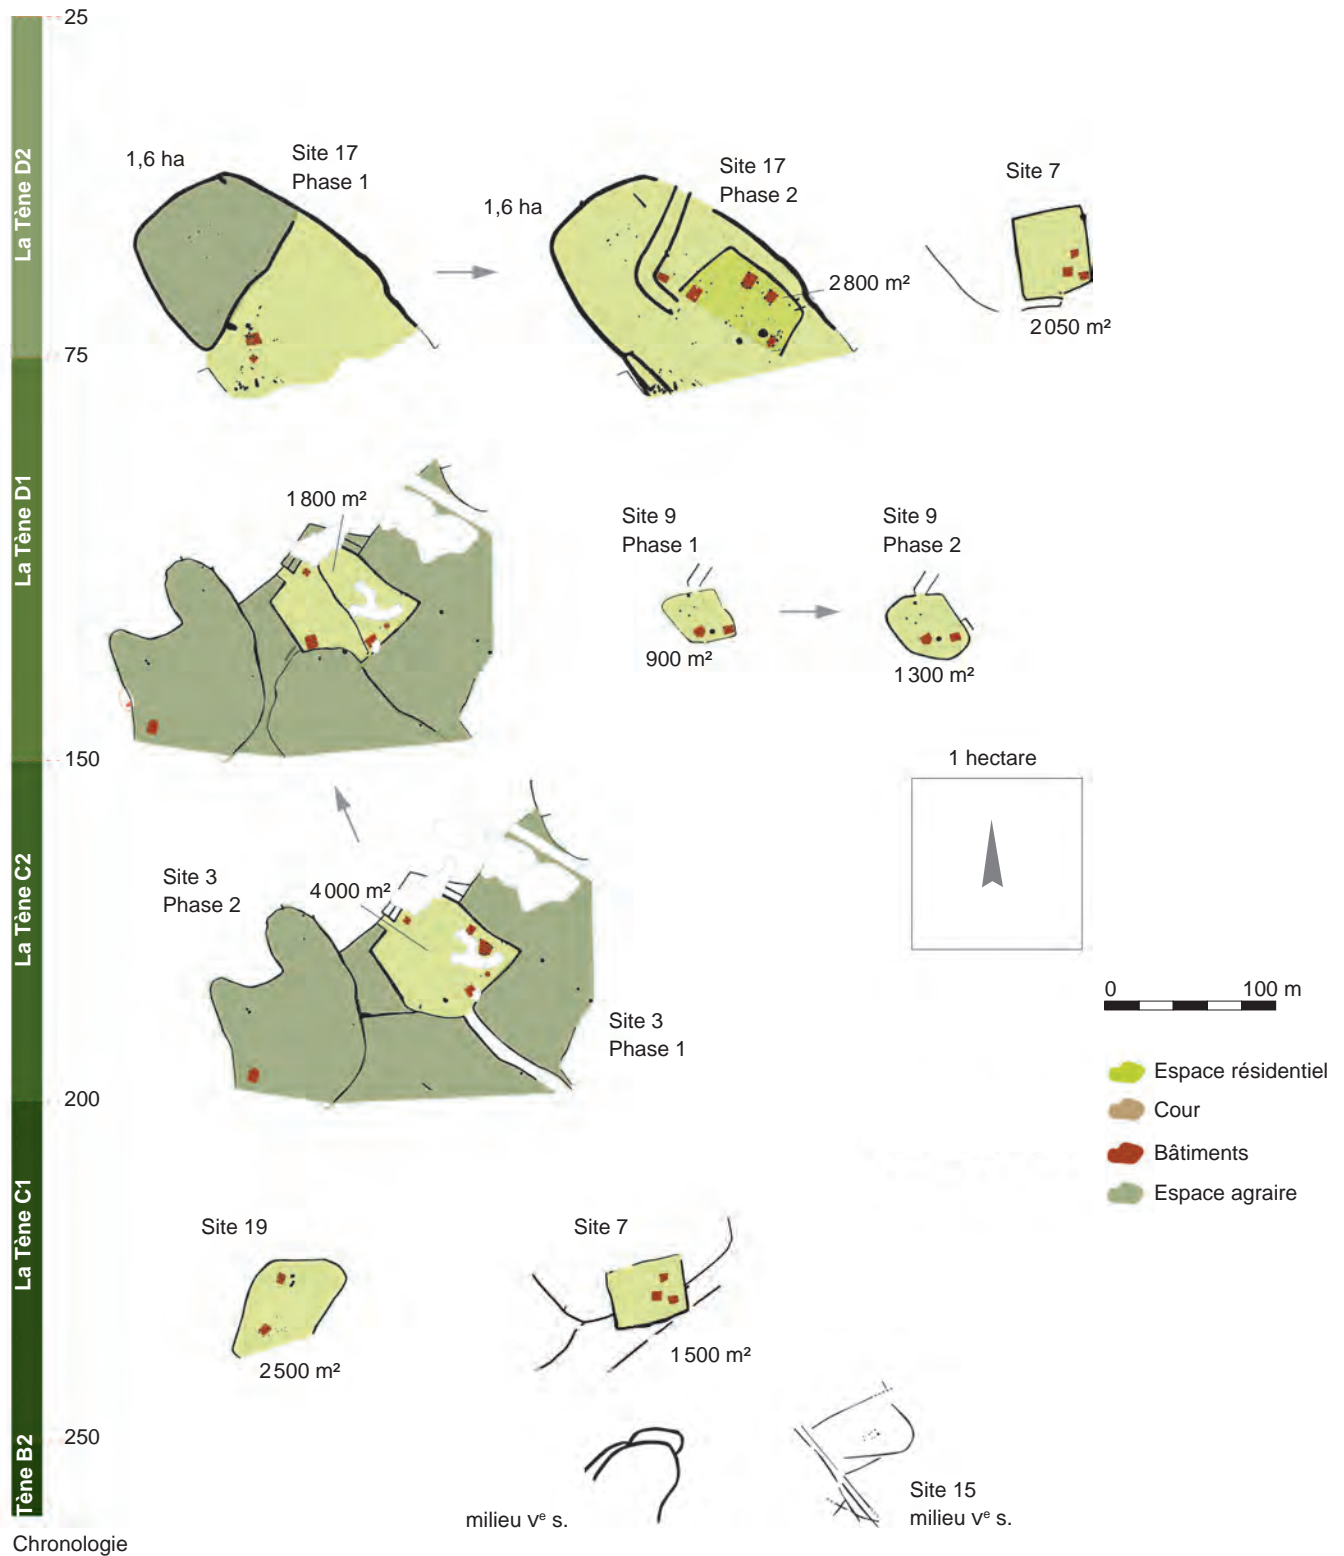 25
La Tène D2
1,6 ha
Site 17
Phase 1
1,6 ha
Site 17
Phase 2
2 800 m²
Site 7
2 050 m²
75
La Tène D1
1 800 m²
Site 9
Phase 1
900 m²
Site 9
Phase 2
1 300 m²
150
1 hectare
La Tène C2
Site 3
Phase 2
4 000 m²
Site 3
Phase 1
0 100 m
Espace résidentiel
Cour
Bâtiments
Espace agraire
200
La Tène C1
Site 19
2 500 m²
Site 7
1 500 m²
250
Tène B2
milieu Vᵉ s.
Site 15
milieu Vᵉ s.
Chronologie